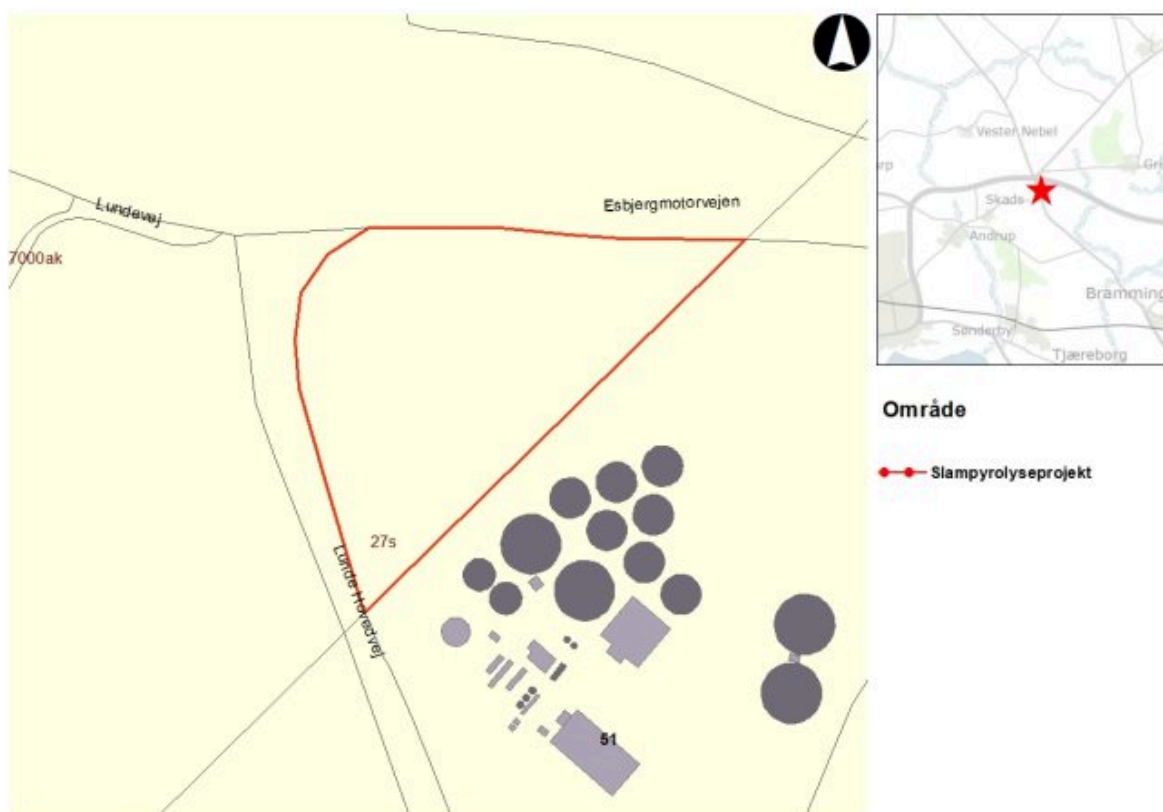 Lundevej
Esbjergmotorvejen
7000ak
27s
Lunde Hovedvej
51
Vester Nebel
Skads
Andrup
Bramming
Sønderby
Tjæreborg
Område
Slampyrolyseprojekt